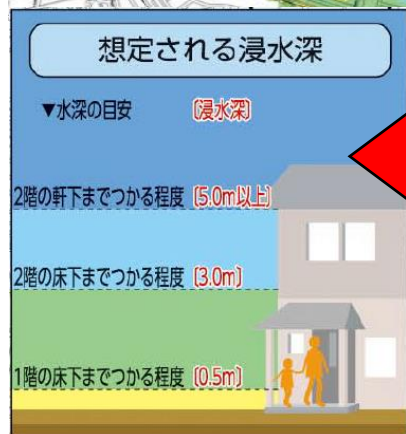 想定される浸水深
▼水深の目安 〔浸水深〕
2階の軒下までつかる程度 〔5.0m以上〕
2階の床下までつかる程度 〔3.0m〕
1階の床下までつかる程度 〔0.5m〕